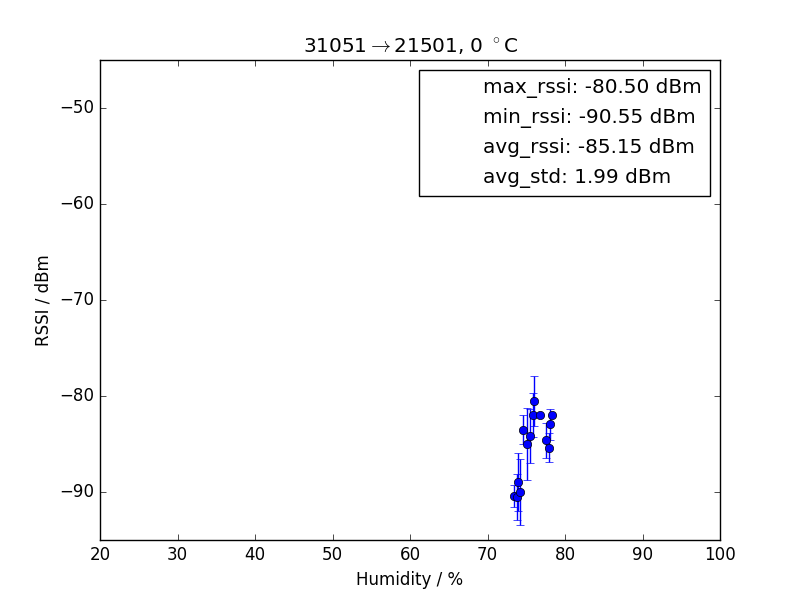 31051→21501, 0 °C
max_rssi: -80.50 dBm
min_rssi: -90.55 dBm
avg_rssi: -85.15 dBm
avg_std: 1.99 dBm
RSSI / dBm
−50
−60
−70
−80
−90
20 30 40 50 60 70 80 90 100
Humidity / %